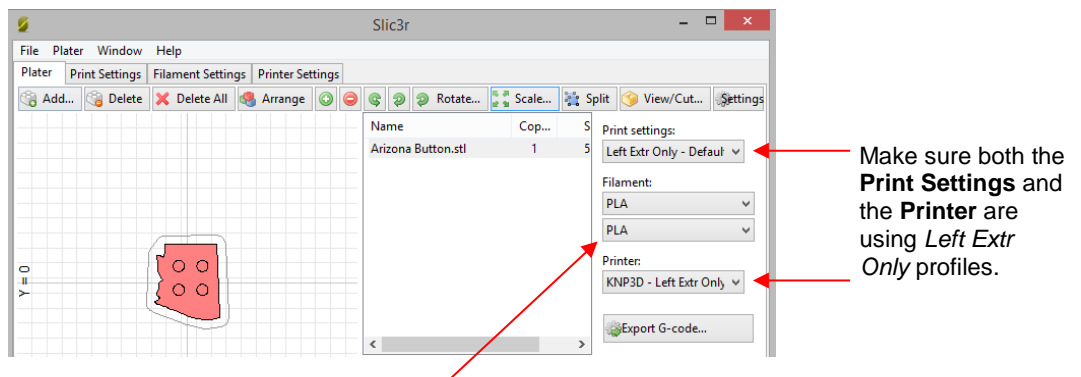 Slic3r
File Plater Window Help
Plater Print Settings Filament Settings Printer Settings
Add... Delete Delete All Arrange Rotate... Scale... Split View/Cut... Settings
Name Cop... S
Arizona Button.stl 1 5
Print settings:
Left Extr Only - Defaul
Filament:
PLA
PLA
Printer:
KNP3D - Left Extr Only
Export G-code...
Y = 0
Make sure both the
Print Settings and
the Printer are
using Left Extr
Only profiles.